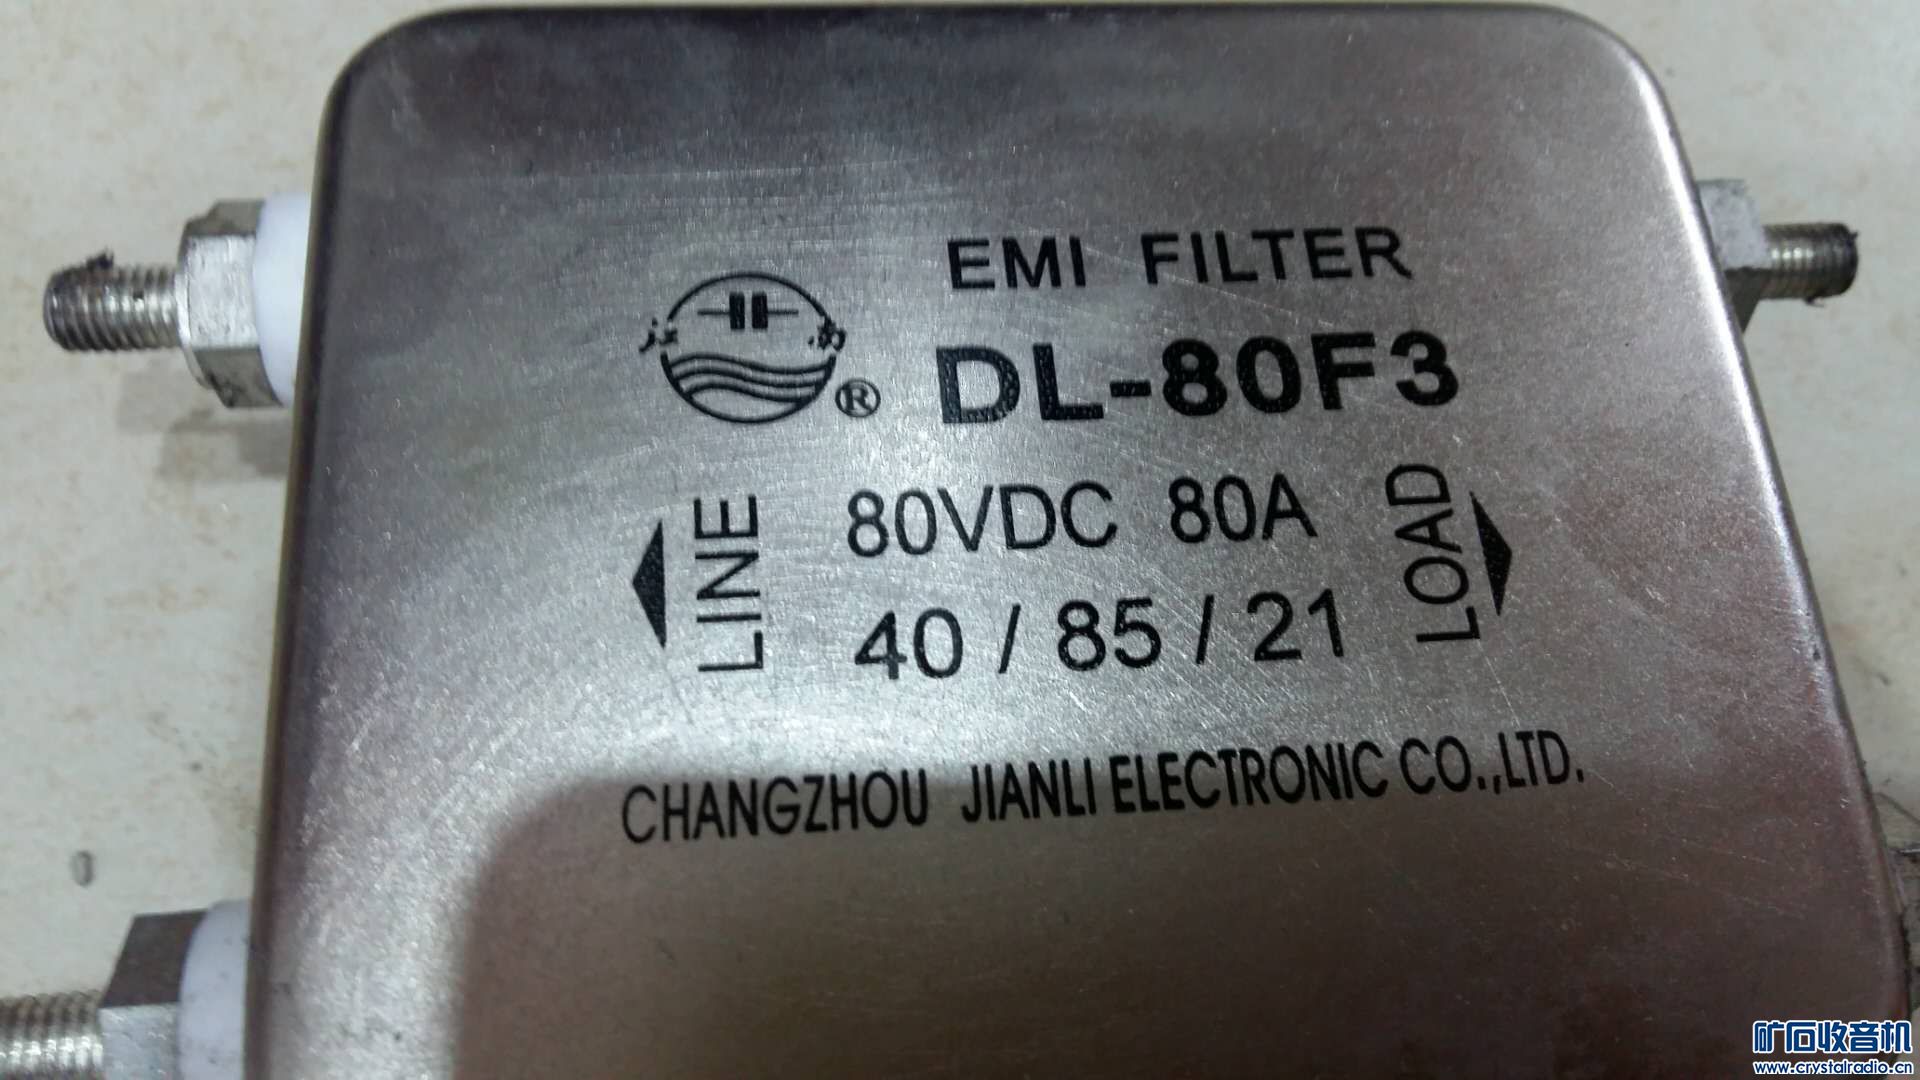 EMI FILTER
DL-80F3
®
LINE
80VDC 80A
LOAD
40 / 85 / 21
CHANGZHOU JIANLI ELECTRONIC CO.,LTD.
矿石收音机
www.crystalradio.cn